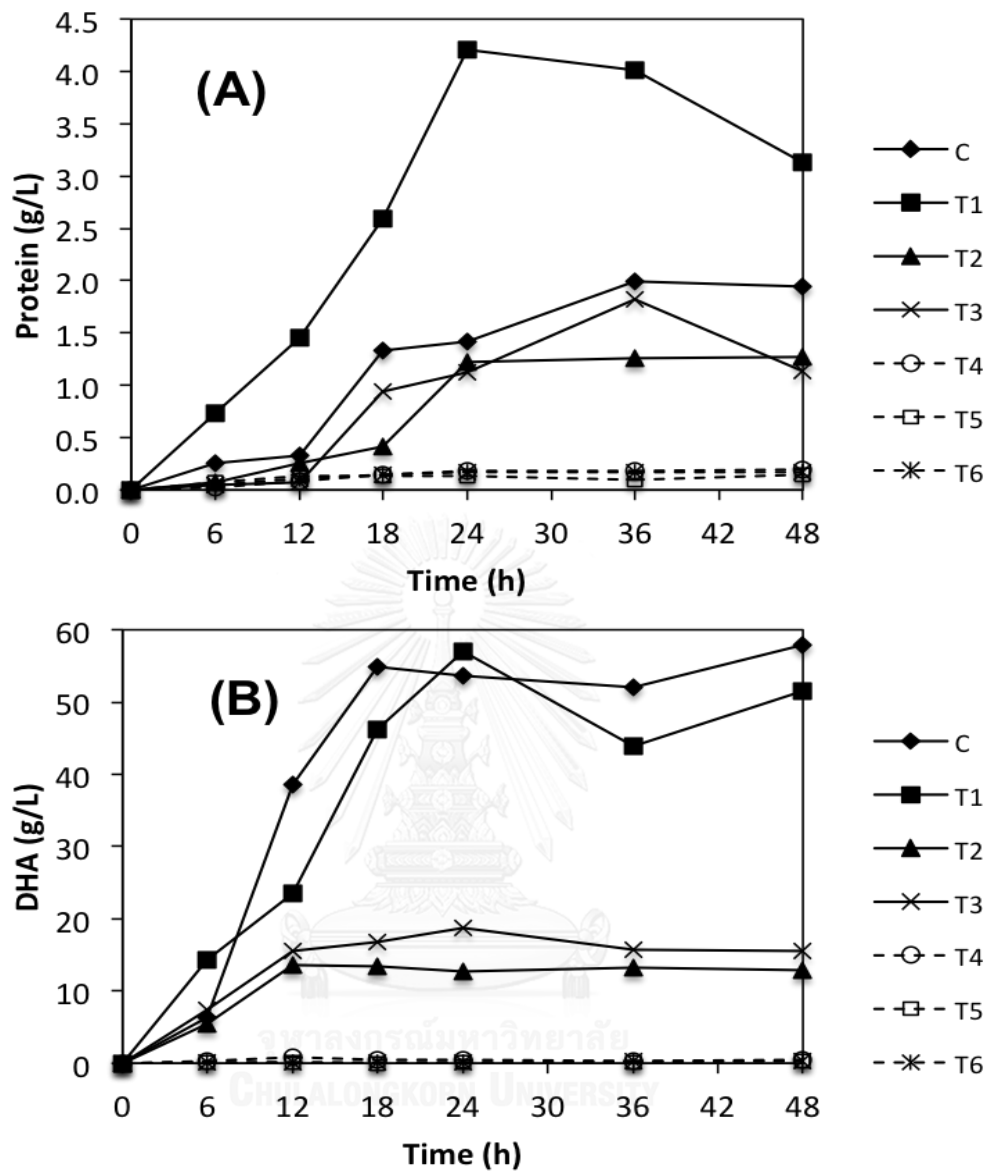 4.5
4.0
3.5
3.0
2.5
2.0
1.5
1.0
0.5
0.0
Protein (g/L)
(A)
0 6 12 18 24 30 36 42 48
Time (h)
C
T1
T2
T3
T4
T5
T6
60
50
40
30
20
10
0
DHA (g/L)
(B)
0 6 12 18 24 30 36 42 48
Time (h)
C
T1
T2
T3
T4
T5
T6
จุฬาลงกรณ์มหาวิทยาลัย
CHULALONGKORN UNIVERSITY